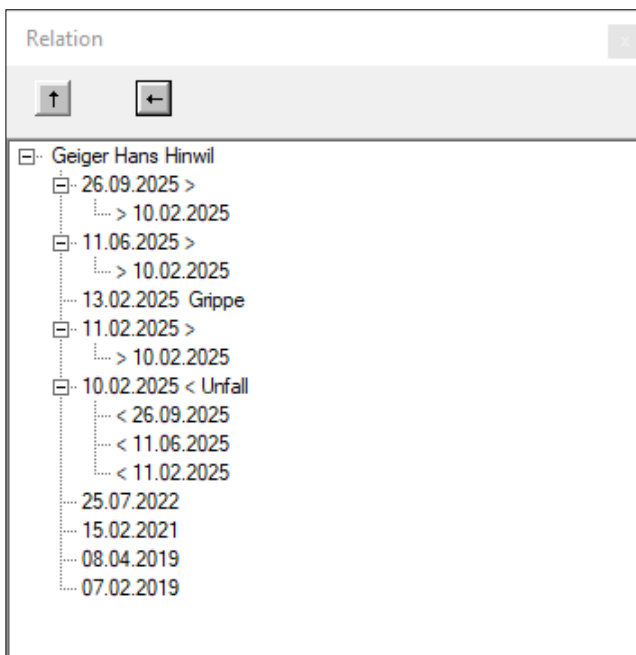 Relation
x
↑ ←
Geiger Hans Hinwil
26.09.2025 >
> 10.02.2025
11.06.2025 >
> 10.02.2025
13.02.2025 Grippe
11.02.2025 >
> 10.02.2025
10.02.2025 < Unfall
< 26.09.2025
< 11.06.2025
< 11.02.2025
25.07.2022
15.02.2021
08.04.2019
07.02.2019